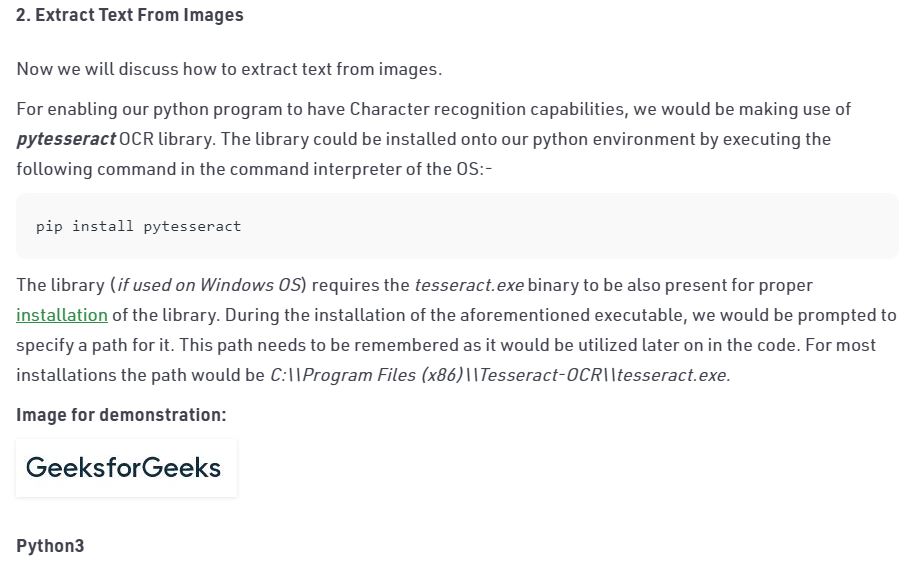 2. Extract Text From Images
Now we will discuss how to extract text from images.
For enabling our python program to have Character recognition capabilities, we would be making use of
pytesseract OCR library. The library could be installed onto our python environment by executing the
following command in the command interpreter of the OS:-
pip install pytesseract
The library (if used on Windows OS) requires the tesseract.exe binary to be also present for proper
installation of the library. During the installation of the aforementioned executable, we would be prompted to
specify a path for it. This path needs to be remembered as it would be utilized later on in the code. For most
installations the path would be C:\\Program Files (x86)\\Tesseract-OCR\\tesseract.exe.
Image for demonstration:
GeeksforGeeks
Python3